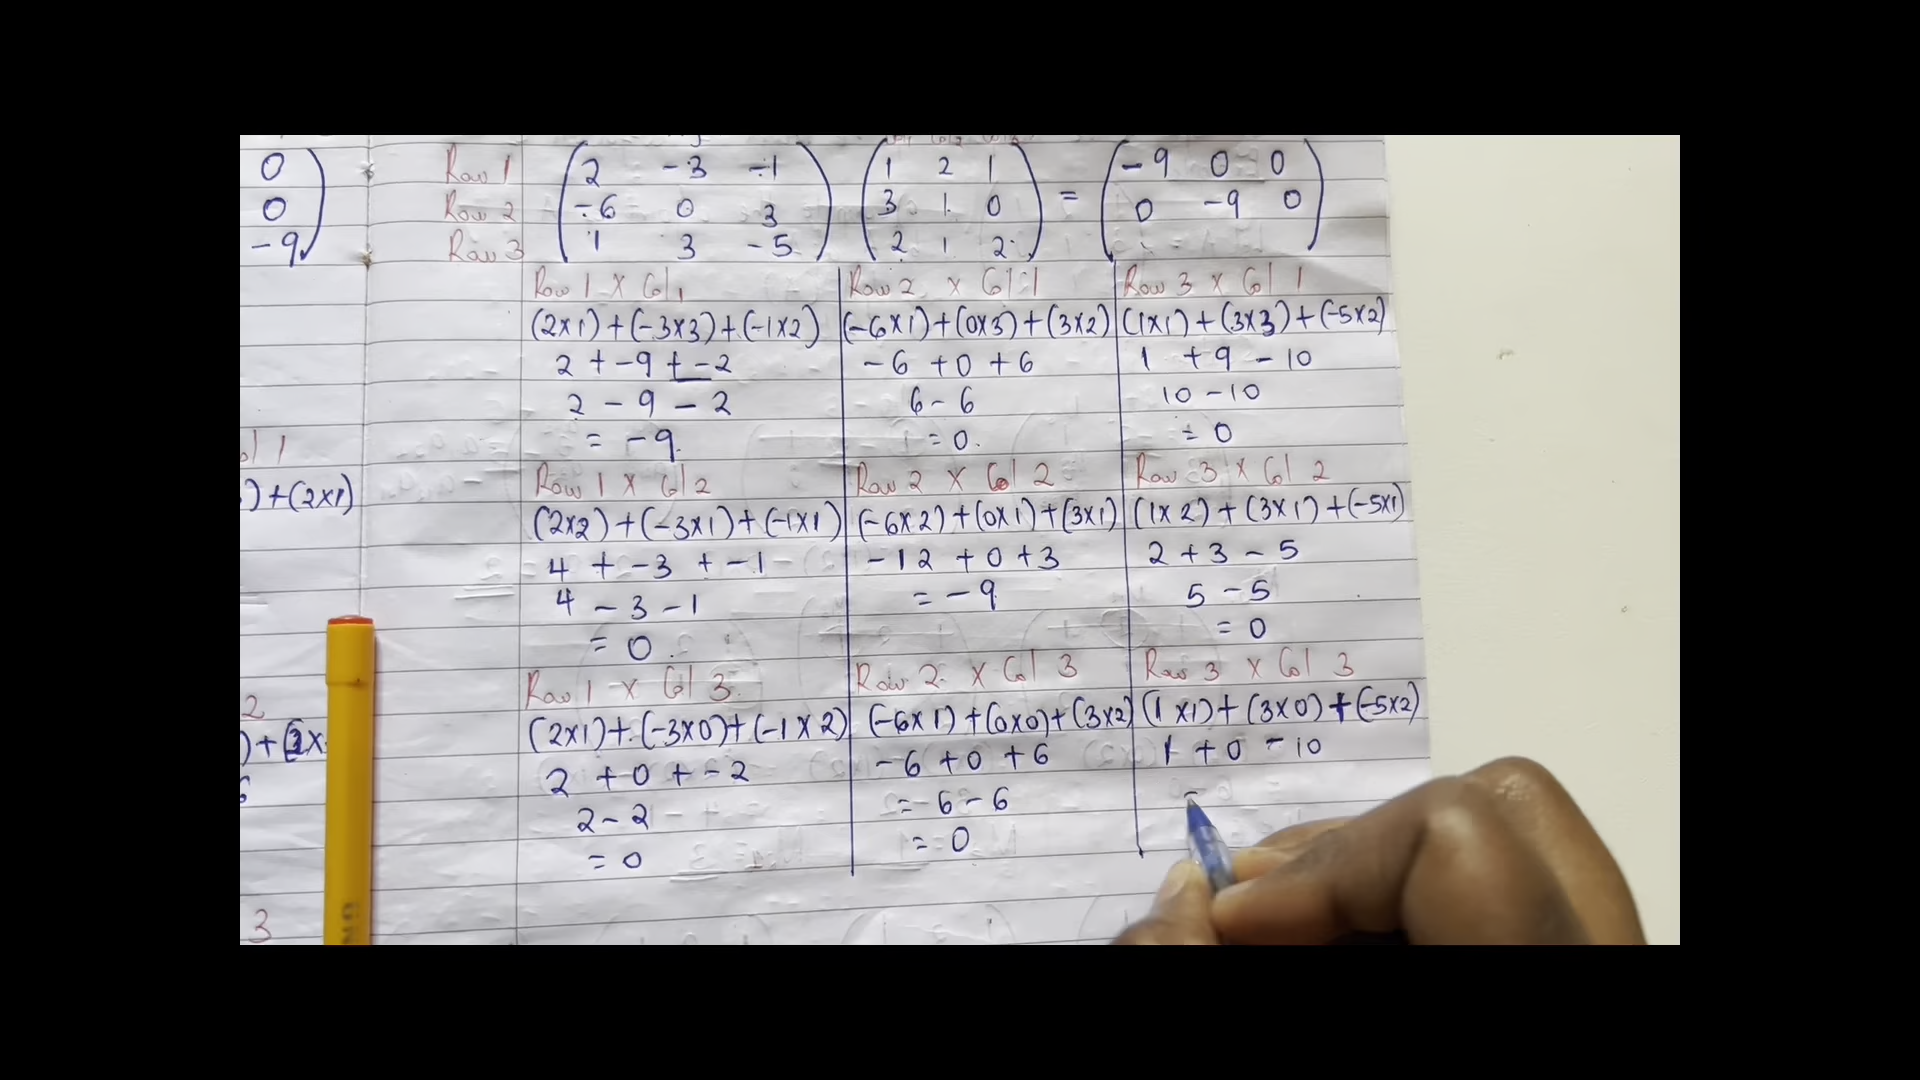 0
0
-9
Row 1
Row 2
Row 3
2 -3 -1
-6 0 3
1 3 -5
1 2 1
3 1 0
2 1 2
=
-9 0 0
0 -9 0
Row 1 X Col 1
(2x1)+(-3x3)+(-1x2)
2 + -9 + -2
2 - 9 - 2
= -9
Row 2 x Col 1
(-6x1)+(0x3)+(3x2)
-6 +0 +6
6-6
=0.
Row 3 x Col 1
(1x1)+(3x3)+(-5x2)
1 +9 -10
10-10
= 0
Row 1 X Col 2
(2x2)+(-3x1)+(-1x1)
4 + -3 + -1
4 - 3 - 1
= 0.
Row 2 X Col 2
(-6x2)+(0x1)+(3x1)
-12 +0 +3
= -9
Row 3 X Col 2
(1x2)+(3x1)+(-5x1)
2+3-5
5-5
= 0
Row 1 X Col 3
(2x1)+(-3x0)+(-1x2)
2 +0 + -2
2-2
= 0
Row 2 X Col 3
(-6x1)+(0x0)+(3x2)
-6 +0 +6
= 6-6
= 0
Row 3 X Col 3
(1x1)+(3x0)+(-5x2)
1 +0 -10
1
)+(2x1)
2
3